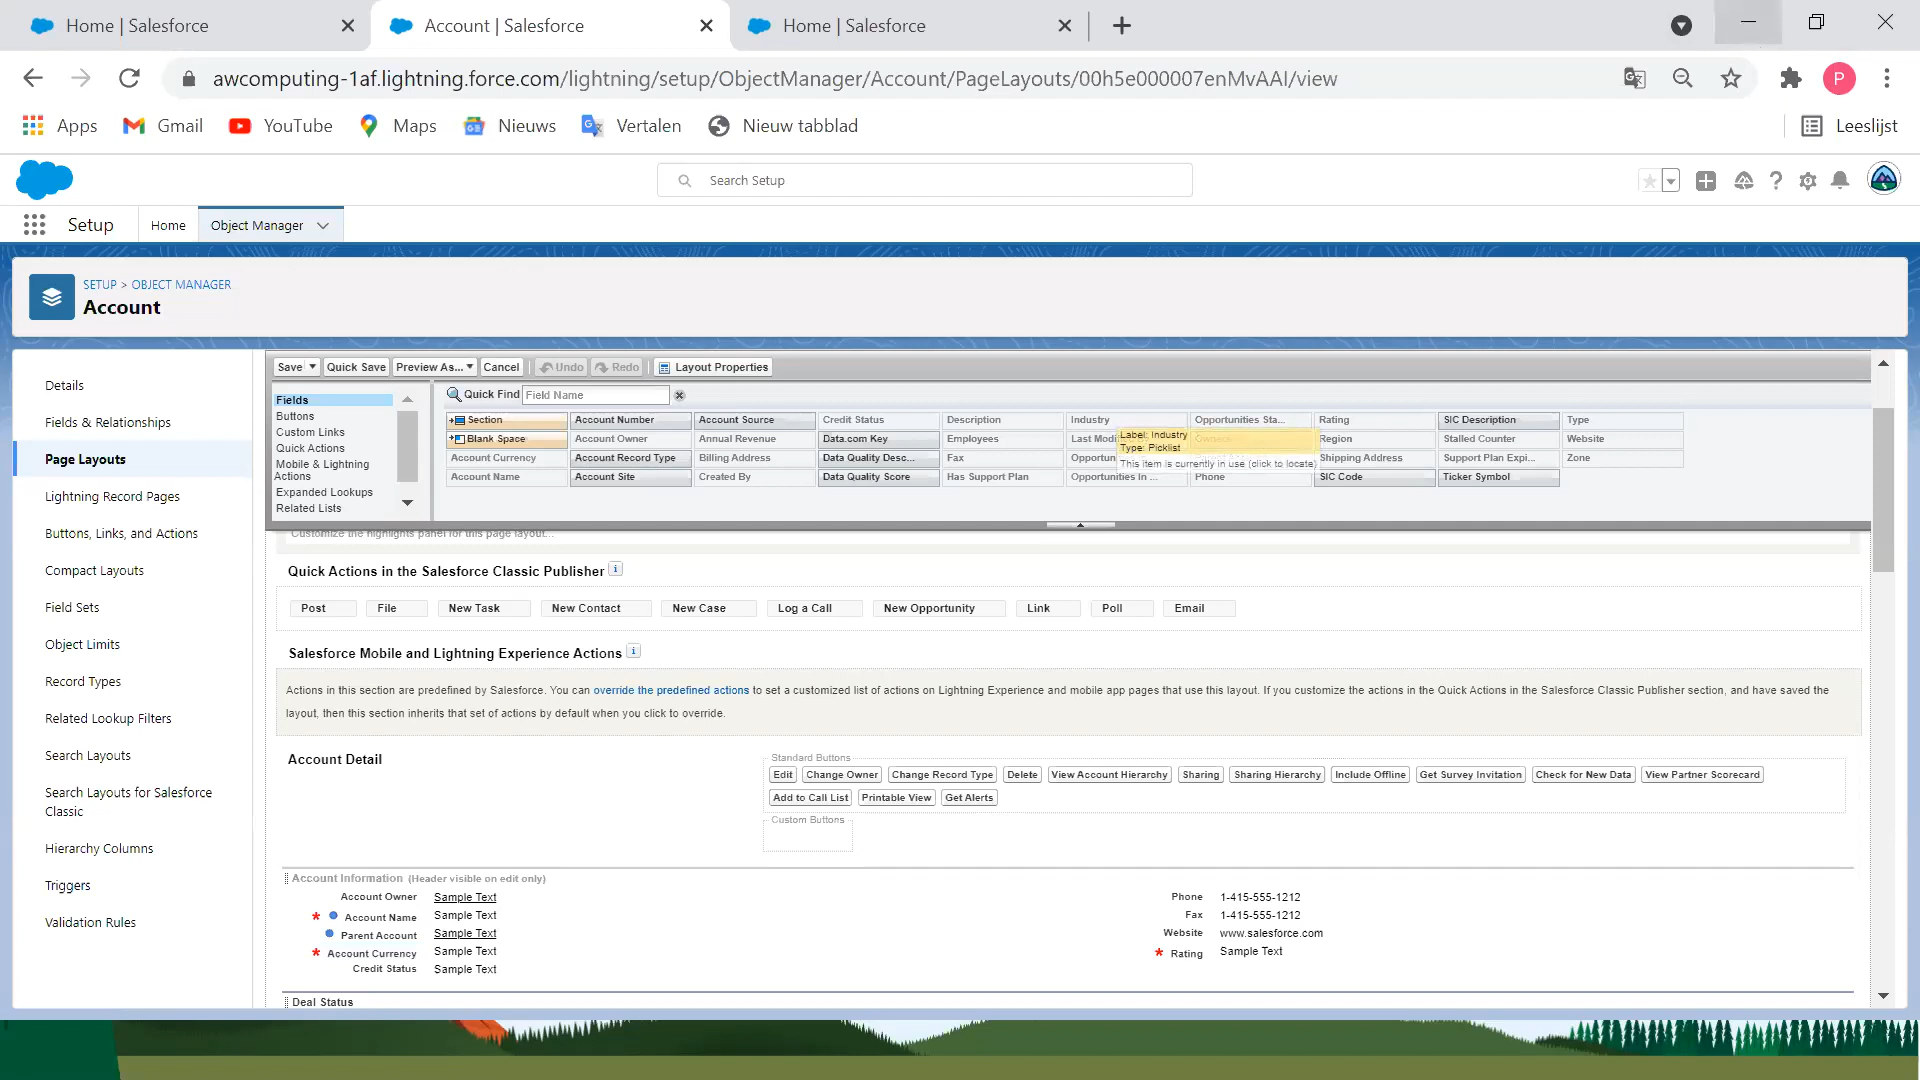 Home | Salesforce
Account | Salesforce
Home | Salesforce
awcomputing-1af.lightning.force.com/lightning/setup/ObjectManager/Account/PageLayouts/00h5e000007enMvAAI/view
P
Apps
Gmail
YouTube
Maps
Nieuws
Vertalen
Nieuw tabblad
Leeslijst
Search Setup
Setup
Home
Object Manager
SETUP > OBJECT MANAGER
Account
Details
Fields & Relationships
Page Layouts
Lightning Record Pages
Buttons, Links, and Actions
Compact Layouts
Field Sets
Object Limits
Record Types
Related Lookup Filters
Search Layouts
Search Layouts for Salesforce
Classic
Hierarchy Columns
Triggers
Validation Rules
Save Quick Save Preview As... Cancel Undo Redo Layout Properties
Fields
Buttons
Custom Links
Quick Actions
Mobile & Lightning
Actions
Expanded Lookups
Related Lists
Quick Find Field Name
Section Account Number Account Source Credit Status Description Industry Opportunities Sta... Rating SIC Description Type
Blank Space Account Owner Annual Revenue Data.com Key Employees Last Modi Region Stalled Counter Website
Account Currency Account Record Type Billing Address Data Quality Desc... Fax Opportun Shipping Address Support Plan Expi... Zone
Account Name Account Site Created By Data Quality Score Has Support Plan Opportunities In ... Phone SIC Code Ticker Symbol
Label: Industry
Type: Picklist
This item is currently in use (click to locate)
Customize the highlights panel for this page layout...
Quick Actions in the Salesforce Classic Publisher i
Post File New Task New Contact New Case Log a Call New Opportunity Link Poll Email
Salesforce Mobile and Lightning Experience Actions i
Actions in this section are predefined by Salesforce. You can override the predefined actions to set a customized list of actions on Lightning Experience and mobile app pages that use this layout. If you customize the actions in the Quick Actions in the Salesforce Classic Publisher section, and have saved the
layout, then this section inherits that set of actions by default when you click to override.
Account Detail
Standard Buttons
Edit Change Owner Change Record Type Delete View Account Hierarchy Sharing Sharing Hierarchy Include Offline Get Survey Invitation Check for New Data View Partner Scorecard
Add to Call List Printable View Get Alerts
Custom Buttons
Account Information (Header visible on edit only)
Account Owner Sample Text
* Account Name Sample Text
Parent Account Sample Text
* Account Currency Sample Text
Credit Status Sample Text
Phone 1-415-555-1212
Fax 1-415-555-1212
Website www.salesforce.com
* Rating Sample Text
Deal Status